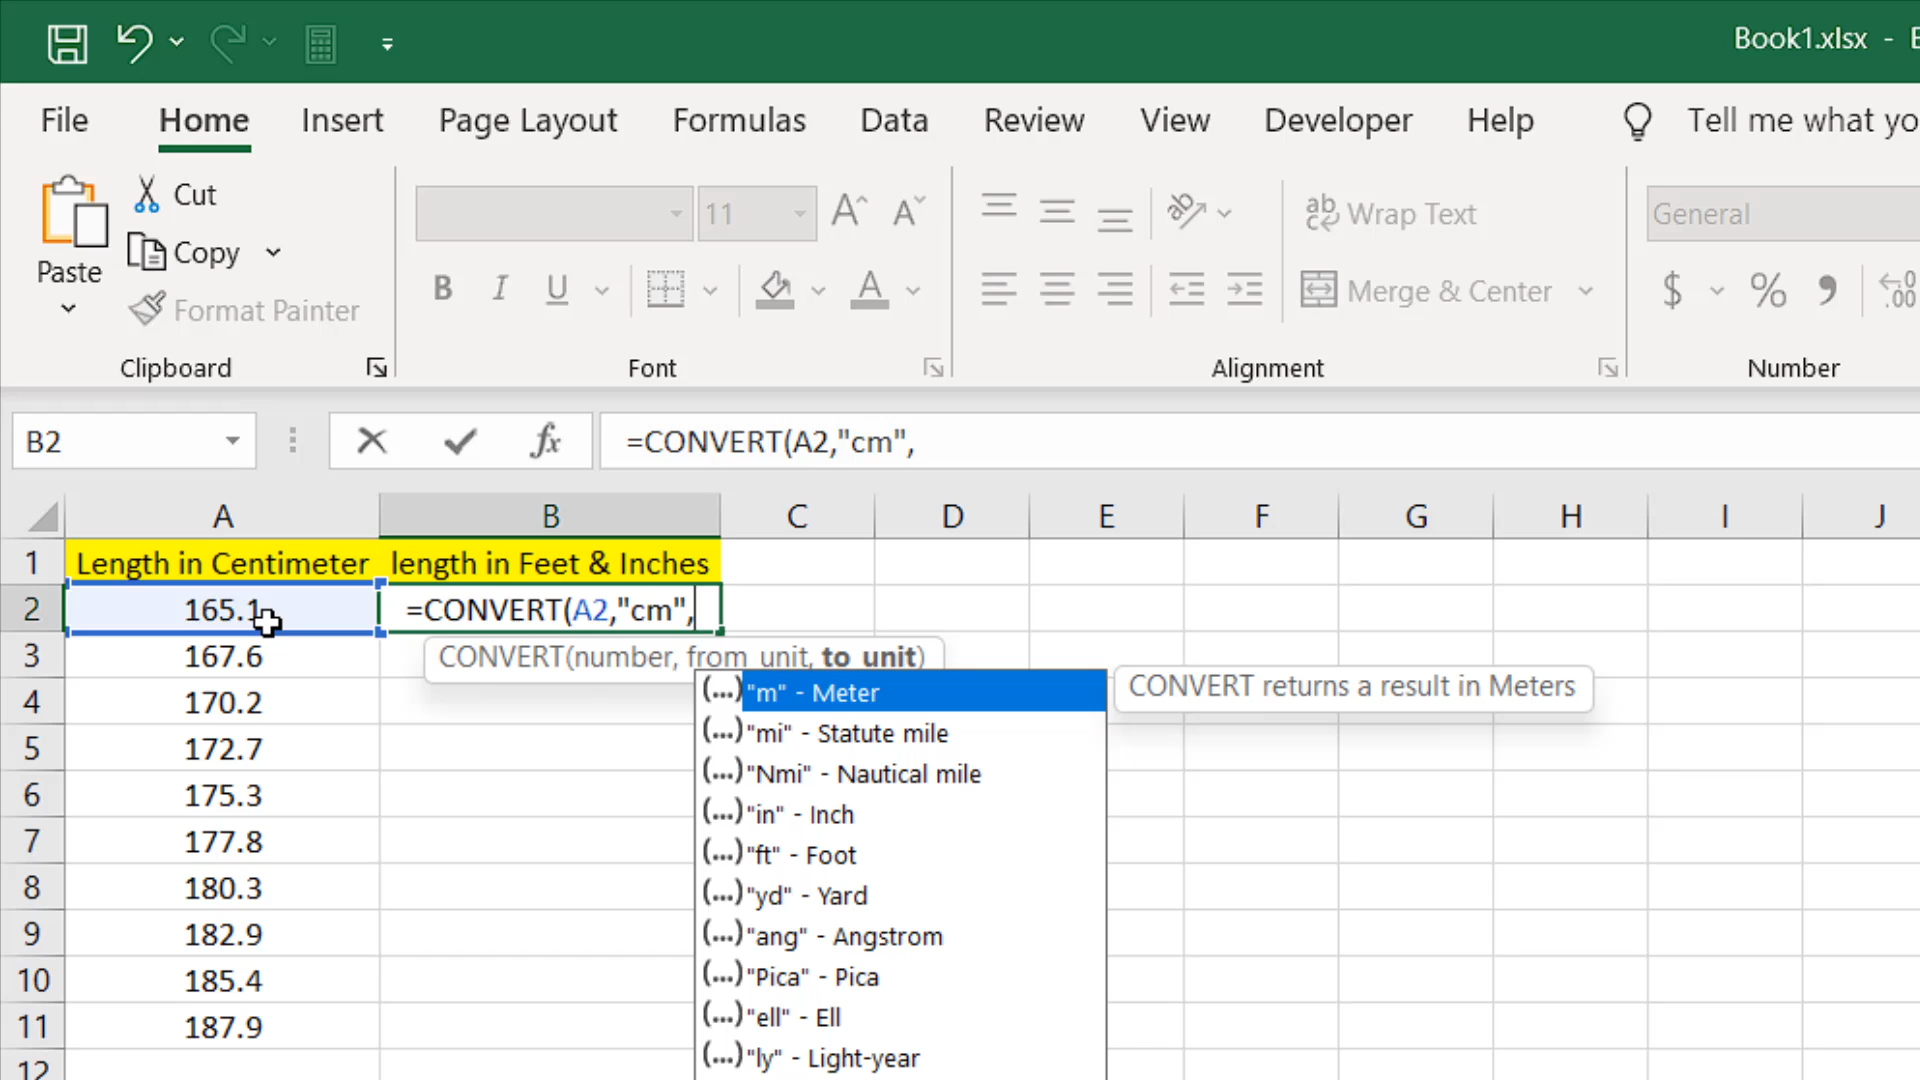 Book1.xlsx - E
File Home Insert Page Layout Formulas Data Review View Developer Help Tell me what yo
Paste
Cut
Copy
Format Painter
Clipboard
11
B I U
Font
Wrap Text
Merge & Center
Alignment
General
$ % , .00
Number
B2 fx =CONVERT(A2,"cm",
A B C D E F G H I J
1 Length in Centimeter length in Feet & Inches
2 165.1 =CONVERT(A2,"cm",
CONVERT(number, from_unit, to_unit)
3 167.6
4 170.2
5 172.7
6 175.3
7 177.8
8 180.3
9 182.9
10 185.4
11 187.9
12
(...) "m" - Meter
CONVERT returns a result in Meters
(...) "mi" - Statute mile
(...) "Nmi" - Nautical mile
(...) "in" - Inch
(...) "ft" - Foot
(...) "yd" - Yard
(...) "ang" - Angstrom
(...) "Pica" - Pica
(...) "ell" - Ell
(...) "ly" - Light-year